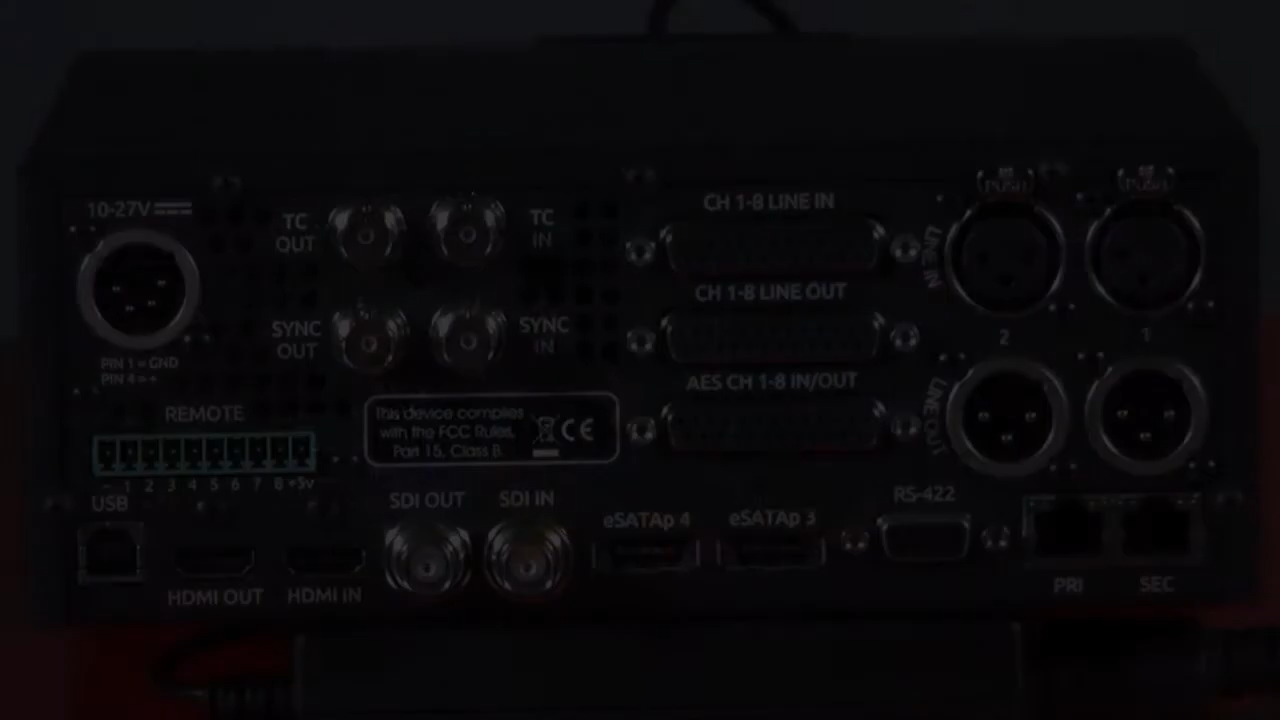 PUSH
PUSH
10-27V
TC
OUT
TC
IN
CH 1-8 LINE IN
LINE IN
CH 1-8 LINE OUT
SYNC
OUT
SYNC
IN
2
1
PIN 1 = GND
PIN 4 = +
AES CH 1-8 IN/OUT
LINE OUT
REMOTE
This device complies
with the FCC Rules,
Part 15, Class B.
CE
- 1 2 3 4 5 6 7 8 +5v
USB
SDI OUT
SDI IN
eSATAp 4
eSATAp 3
RS-422
HDMI OUT
HDMI IN
PRI
SEC